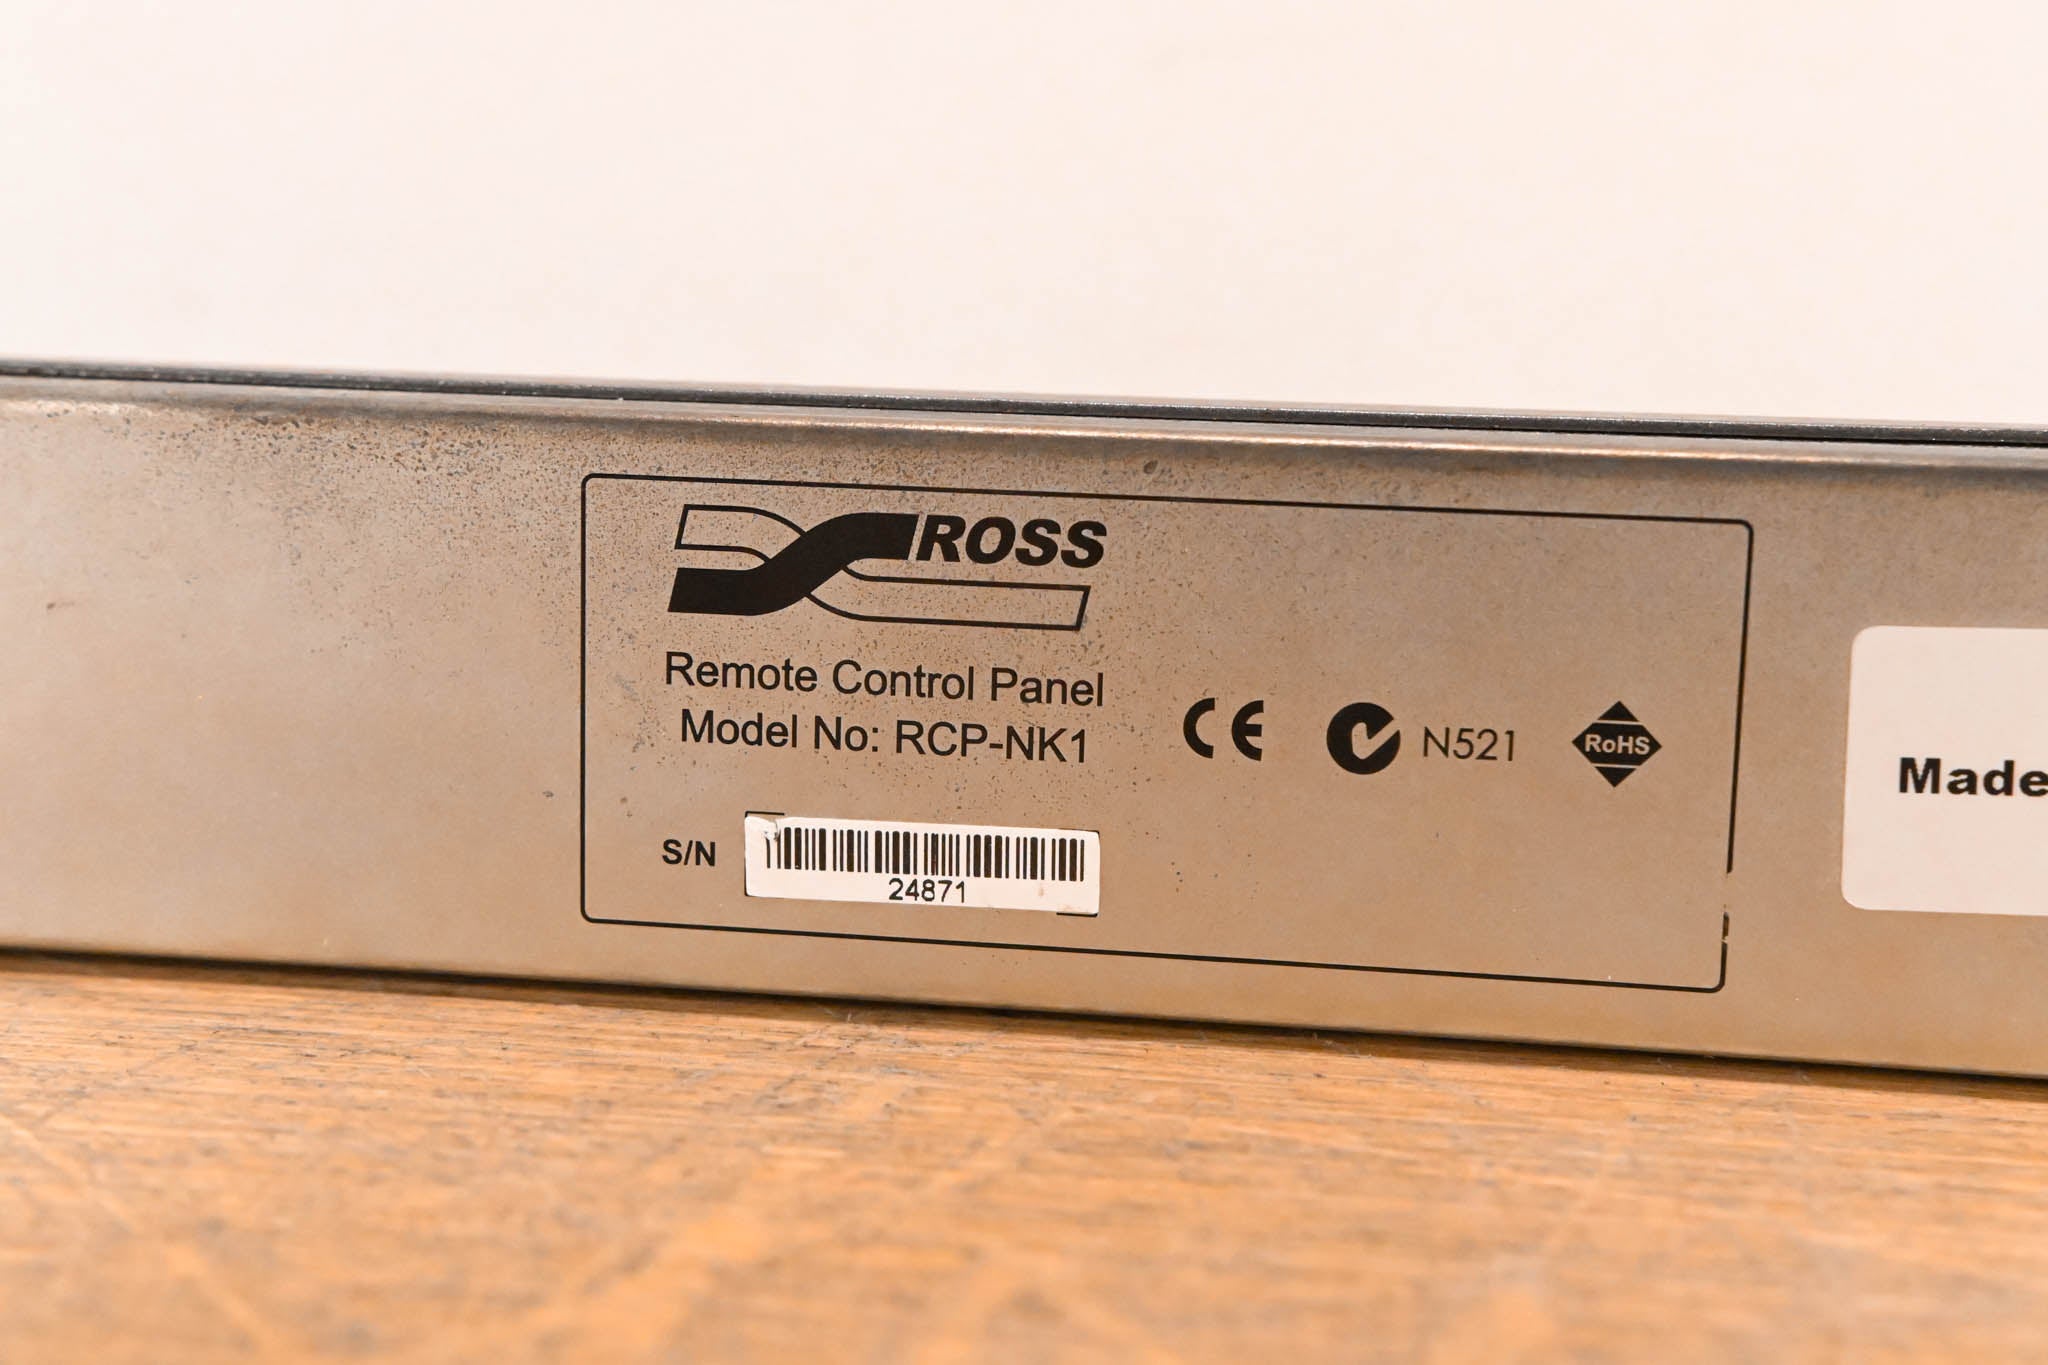 ROSS
Remote Control Panel
Model No: RCP-NK1
CE N521 RoHS
S/N
24871
Made